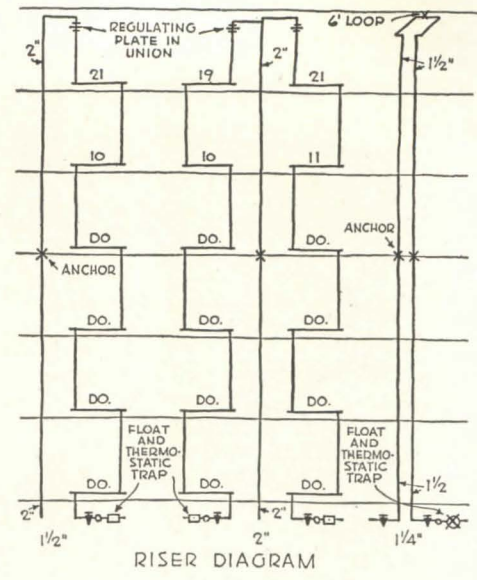 6' LOOP
REGULATING
PLATE IN
UNION
2"
2"
1½"
21
19
21
10
10
11
DO
DO.
DO.
ANCHOR
ANCHOR
DO.
DO.
DO.
DO.
DO.
DO.
FLOAT
AND
THERMO-
STATIC
TRAP
FLOAT
AND
THERMO-
STATIC
TRAP
DO.
DO.
DO.
1½
2"
2"
1½"
2"
1¼"
RISER DIAGRAM